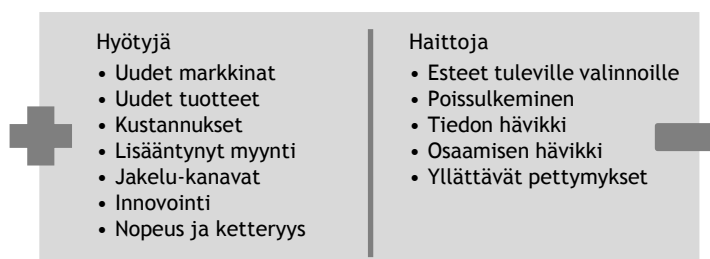 Hyötyjä
• Uudet markkinat
• Uudet tuotteet
• Kustannukset
• Lisääntynyt myynti
• Jakelu-kanavat
• Innovointi
• Nopeus ja ketteryys
Haittoja
• Esteet tuleville valinnoille
• Poissulkeminen
• Tiedon hävikki
• Osaamisen hävikki
• Yllättävät pettymykset